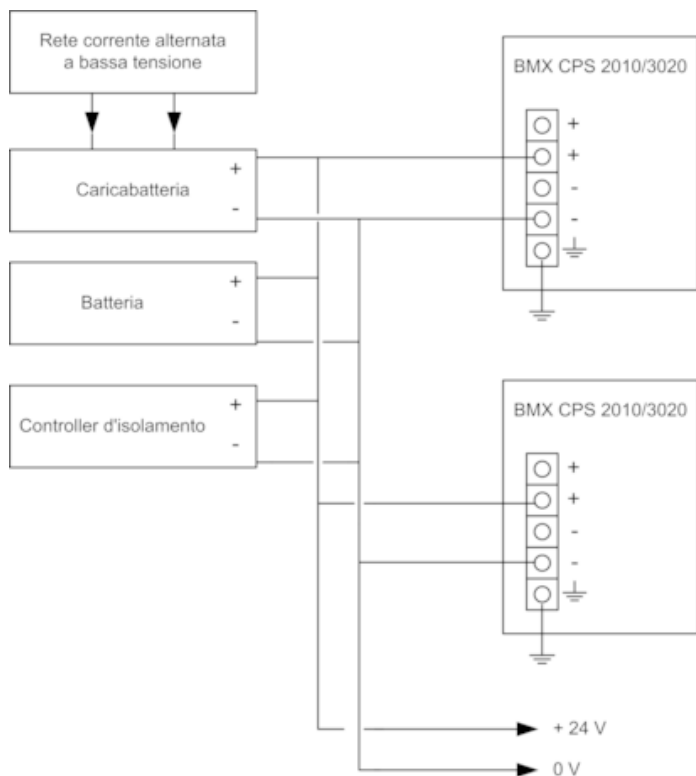 Rete corrente alternata
a bassa tensione
Caricabatteria
+
-
Batteria
+
-
Controller d'isolamento
+
-
BMX CPS 2010/3020
+
+
-
-
BMX CPS 2010/3020
+
+
-
-
+ 24 V
0 V